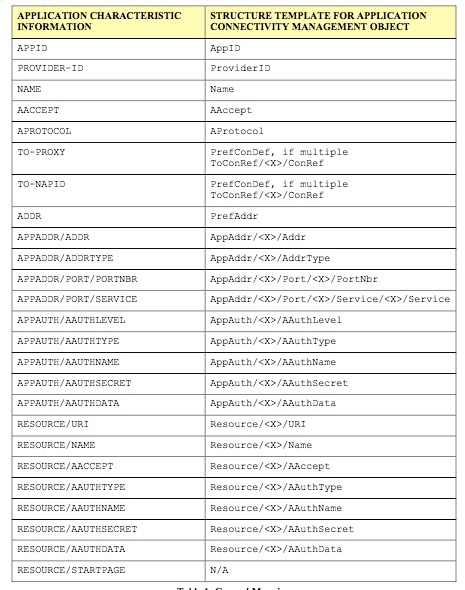 APPLICATION CHARACTERISTIC INFORMATION STRUCTURE TEMPLATE FOR APPLICATION CONNECTIVITY MANAGEMENT OBJECT
APPID AppID
PROVIDER-ID ProviderID
NAME Name
AACCEPT AAccept
APROTOCOL AProtocol
TO-PROXY PrefConDef, if multiple
ToConRef/<X>/ConRef
TO-NAPID PrefConDef, if multiple
ToConRef/<X>/ConRef
ADDR PrefAddr
APPADDR/ADDR AppAddr/<X>/Addr
APPADDR/ADDRTYPE AppAddr/<X>/AddrType
APPADDR/PORT/PORTNBR AppAddr/<X>/Port/<X>/PortNbr
APPADDR/PORT/SERVICE AppAddr/<X>/Port/<X>/Service/<X>/Service
APPAUTH/AAUTHLEVEL AppAuth/<X>/AAuthLevel
APPAUTH/AAUTHTYPE AppAuth/<X>/AAuthType
APPAUTH/AAUTHNAME AppAuth/<X>/AAuthName
APPAUTH/AAUTHSECRET AppAuth/<X>/AAuthSecret
APPAUTH/AAUTHDATA AppAuth/<X>/AAuthData
RESOURCE/URI Resource/<X>/URI
RESOURCE/NAME Resource/<X>/Name
RESOURCE/AACCEPT Resource/<X>/AAccept
RESOURCE/AAUTHTYPE Resource/<X>/AAuthType
RESOURCE/AAUTHNAME Resource/<X>/AAuthName
RESOURCE/AAUTHSECRET Resource/<X>/AAuthSecret
RESOURCE/AAUTHDATA Resource/<X>/AAuthData
RESOURCE/STARTPAGE N/A